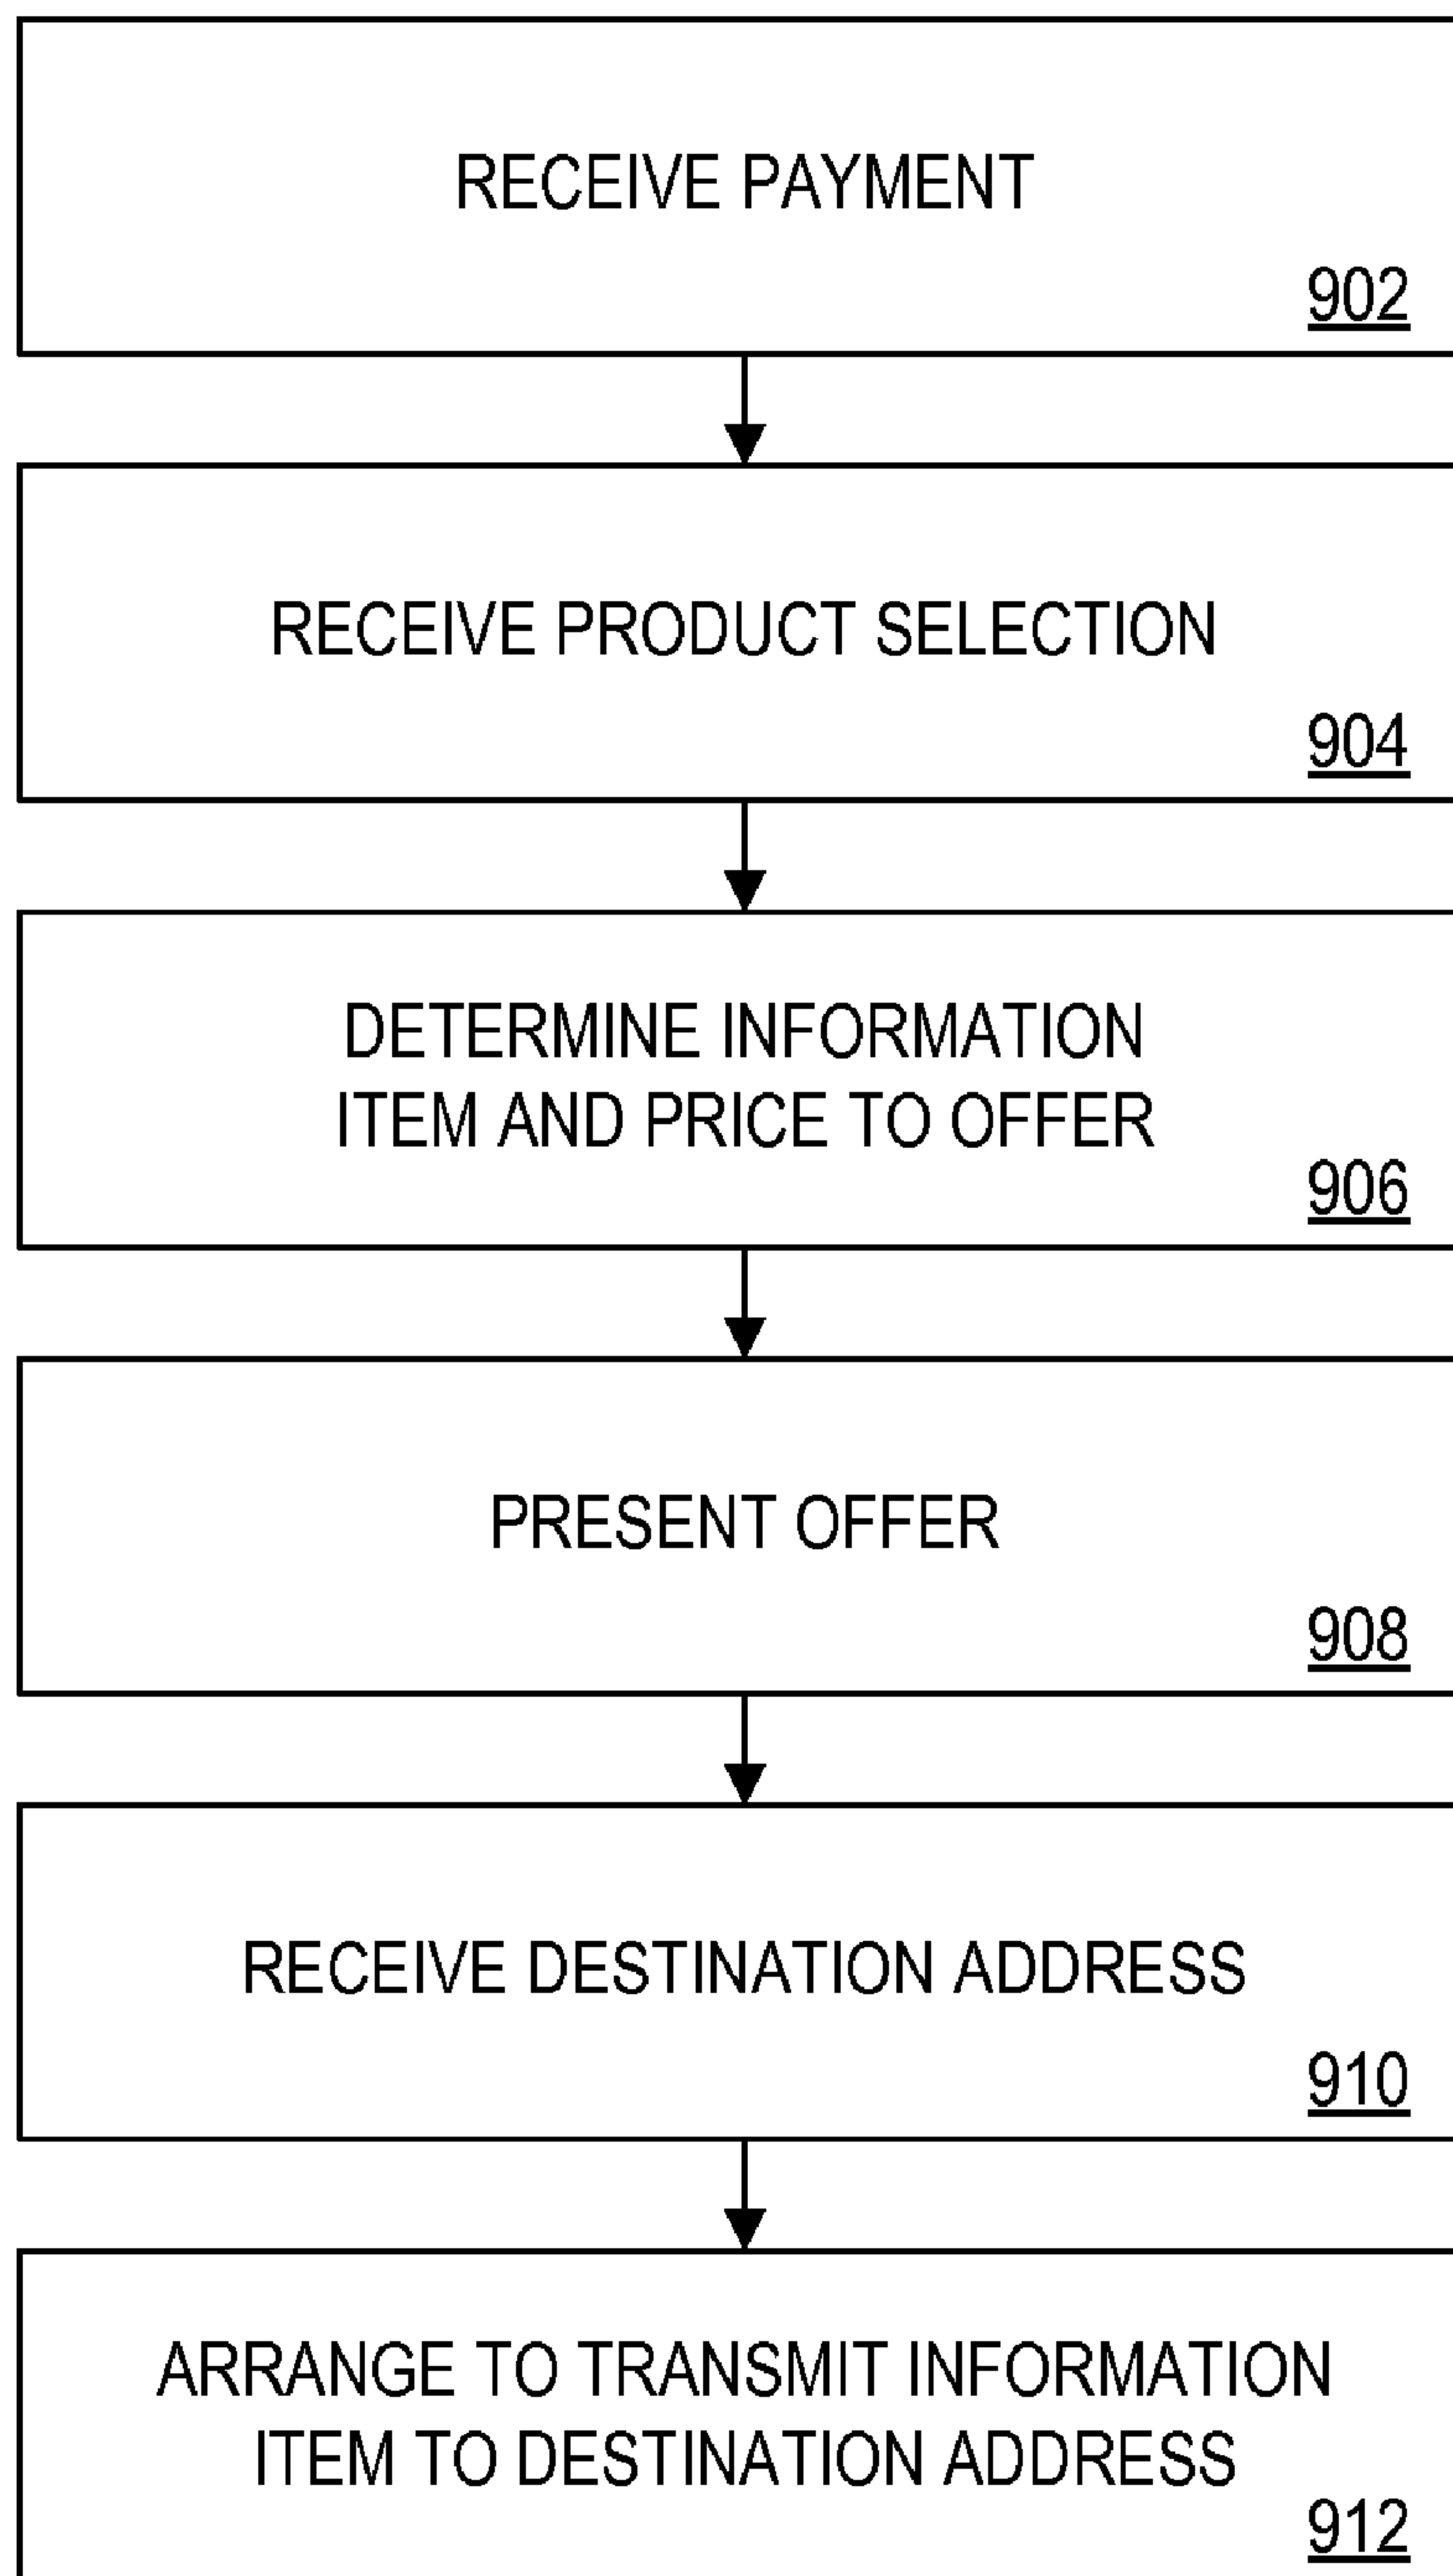 RECEIVE PAYMENT
902
RECEIVE PRODUCT SELECTION
904
DETERMINE INFORMATION
ITEM AND PRICE TO OFFER
906
PRESENT OFFER
908
RECEIVE DESTINATION ADDRESS
910
ARRANGE TO TRANSMIT INFORMATION
ITEM TO DESTINATION ADDRESS
912